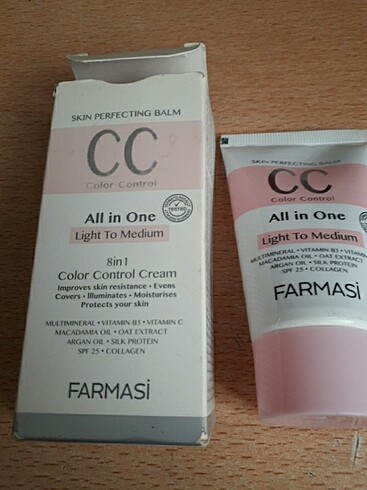 SKIN PERFECTING BALM
CC
Color Control
TESTED
All in One
Light To Medium
8in1
Color Control Cream
Improves skin resistance • Evens
Covers • Illuminates • Moisturises
Protects your skin
MULTIMINERAL • VITAMIN B3 • VITAMIN C
MACADAMIA OIL • OAT EXTRACT
ARGAN OIL • SILK PROTEIN
SPF 25 • COLLAGEN
FARMASi
SKIN PERFECTING BALM
CC
Color Control
All in One
Light To Medium
MULTIMINERAL • VITAMIN B3 • VITAMIN
MACADAMIA OIL • OAT EXTRACT
ARGAN OIL • SILK PROTEIN
SPF 25 • COLLAGEN
FARMASi